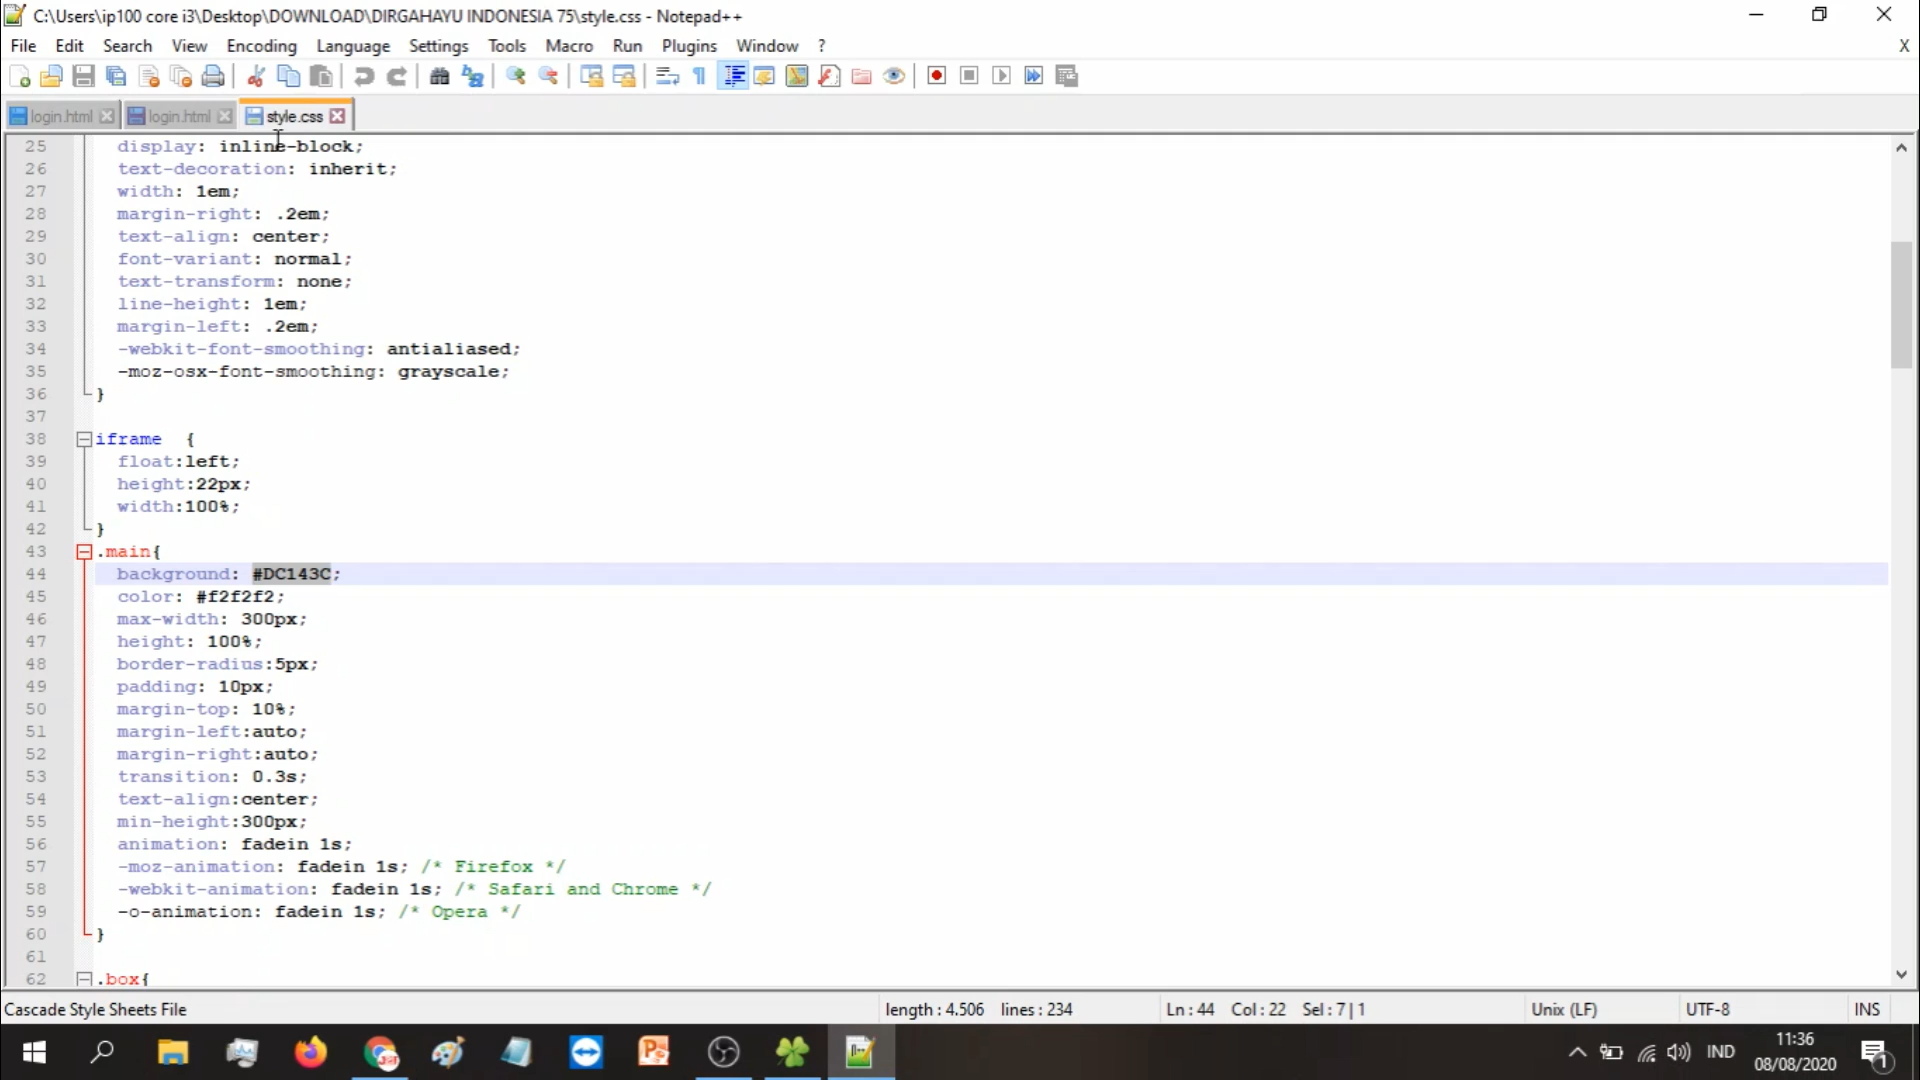 C:\Users\ip100 core i3\Desktop\DOWNLOAD\DIRGAHAYU INDONESIA 75\style.css - Notepad++
File Edit Search View Encoding Language Settings Tools Macro Run Plugins Window ? X
login.html login.html style.css
25 display: inline-block;
26 text-decoration: inherit;
27 width: 1em;
28 margin-right: .2em;
29 text-align: center;
30 font-variant: normal;
31 text-transform: none;
32 line-height: 1em;
33 margin-left: .2em;
34 -webkit-font-smoothing: antialiased;
35 -moz-osx-font-smoothing: grayscale;
36 }
37
38 iframe  {
39 float:left;
40 height:22px;
41 width:100%;
42 }
43 .main{
44 background: #DC143C;
45 color: #f2f2f2;
46 max-width: 300px;
47 height: 100%;
48 border-radius:5px;
49 padding: 10px;
50 margin-top: 10%;
51 margin-left:auto;
52 margin-right:auto;
53 transition: 0.3s;
54 text-align:center;
55 min-height:300px;
56 animation: fadein 1s;
57 -moz-animation: fadein 1s; /* Firefox */
58 -webkit-animation: fadein 1s; /* Safari and Chrome */
59 -o-animation: fadein 1s; /* Opera */
60 }
61
62 .box{
Cascade Style Sheets File length : 4.506 lines : 234 Ln : 44 Col : 22 Sel : 7 | 1 Unix (LF) UTF-8 INS
IND 11:36
08/08/2020 1